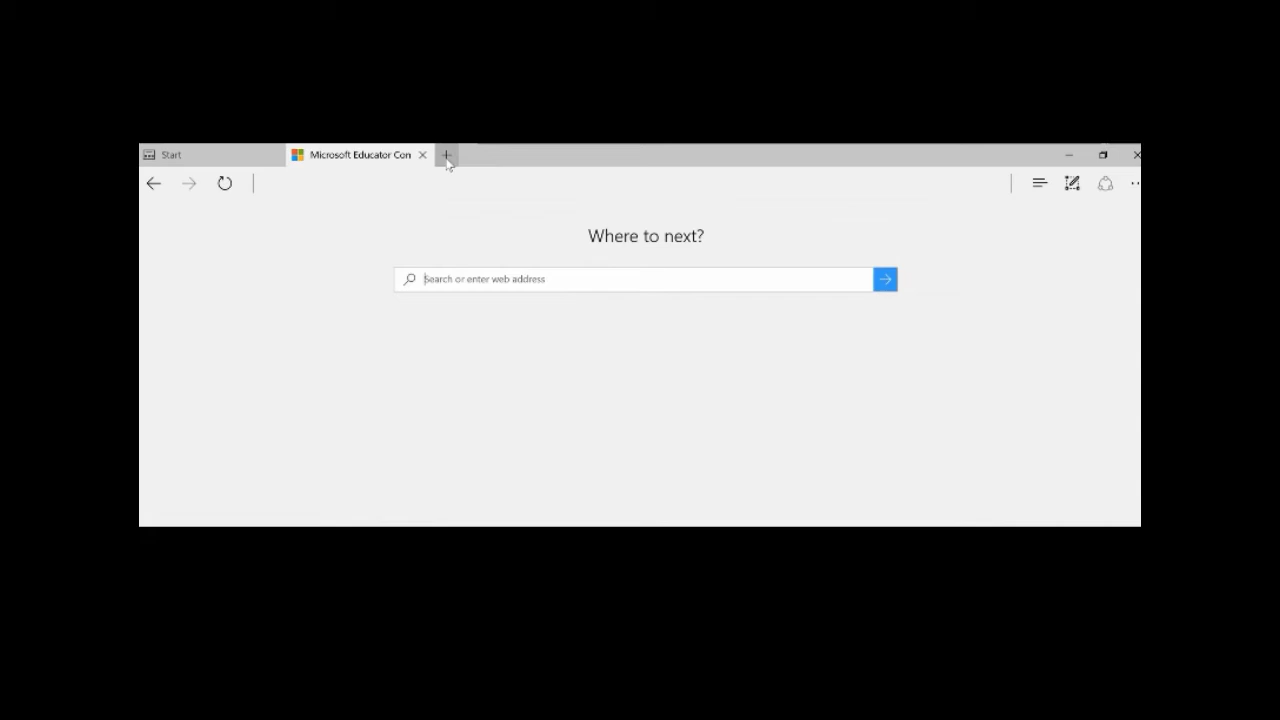 Start
Microsoft Educator Con
Where to next?
Search or enter web address